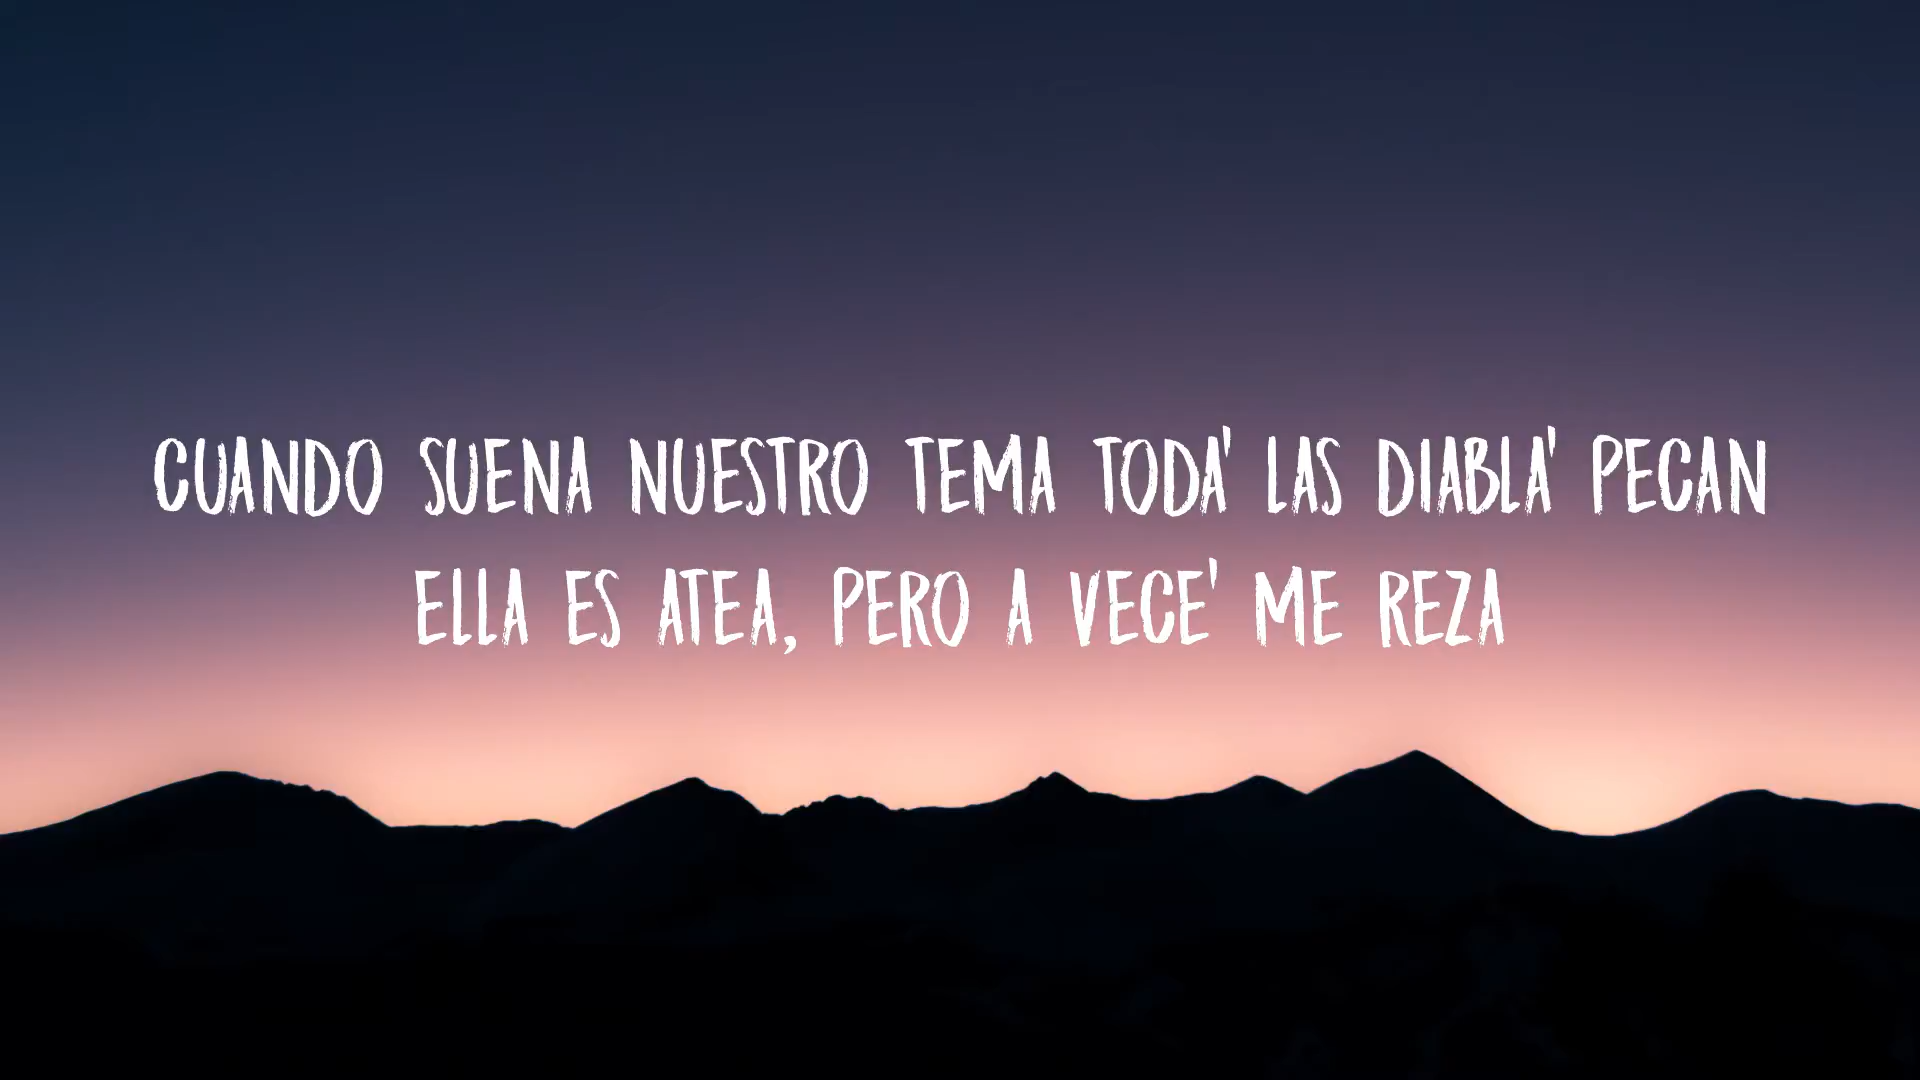 CUANDO SUENA NUESTRO TEMA TODA' LAS DIABLA' PECAN
ELLA ES ATEA, PERO A VECE' ME REZA